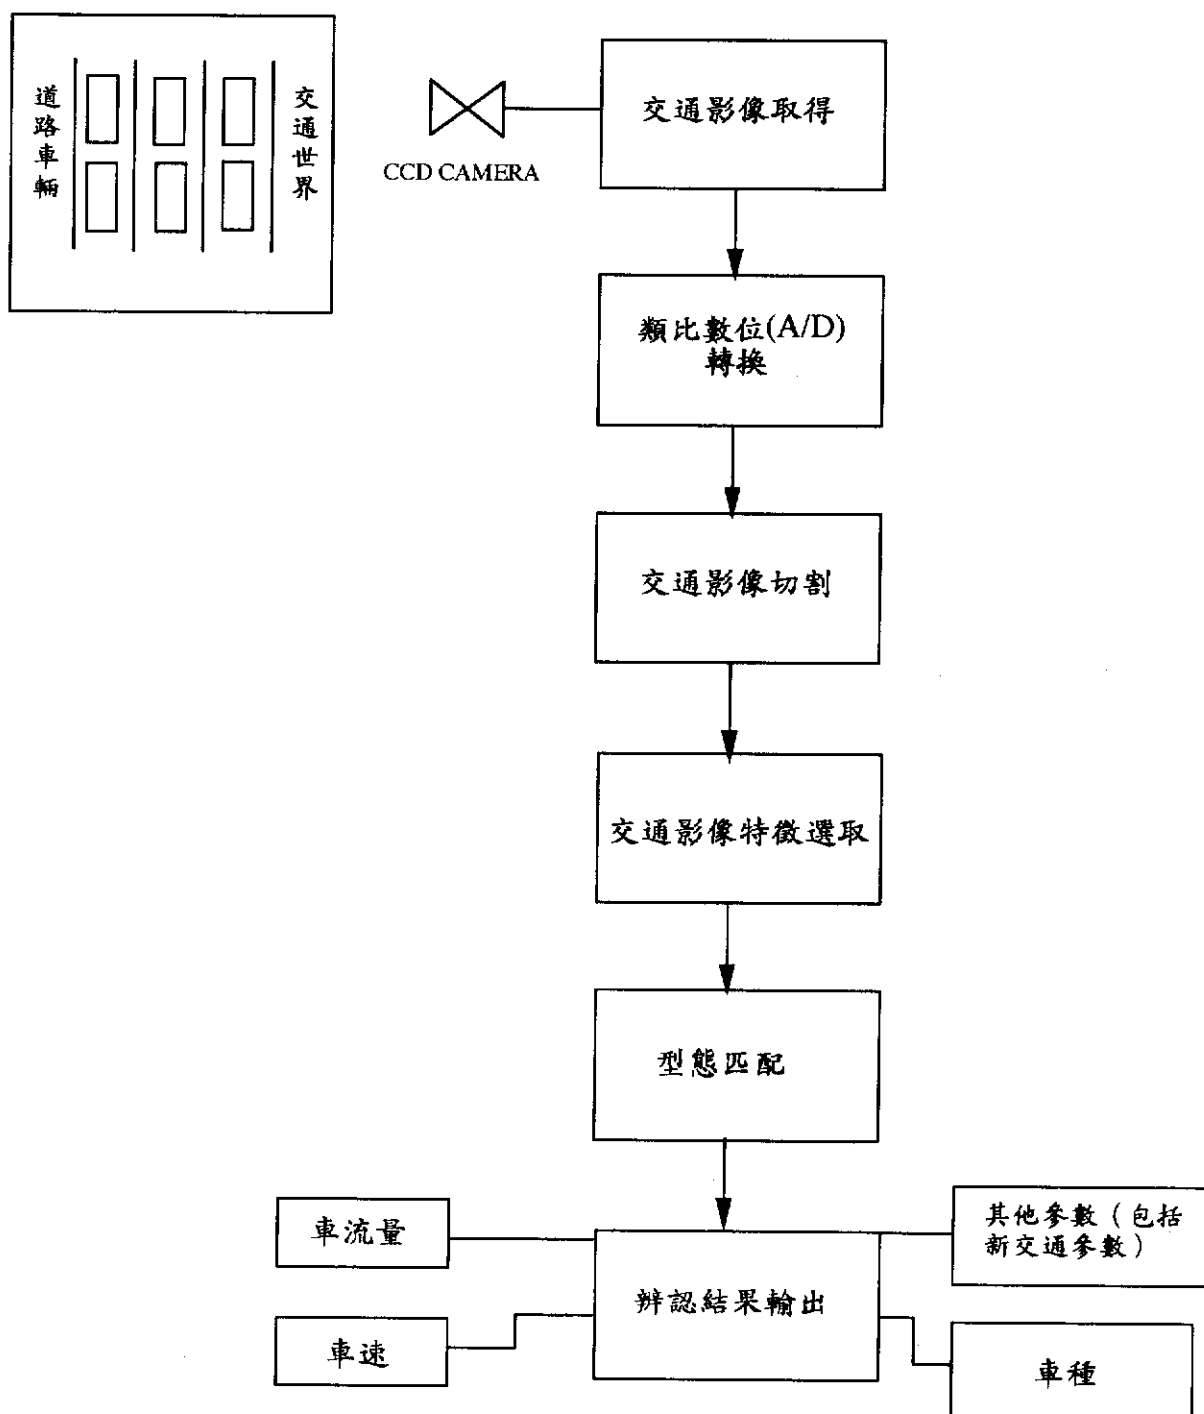 道路車輛
交通世界
CCD CAMERA
交通影像取得
類比數位(A/D)
轉換
交通影像切割
交通影像特徵選取
型態匹配
車流量
車速
辨認結果輸出
其他參數（包括
新交通參數）
車種